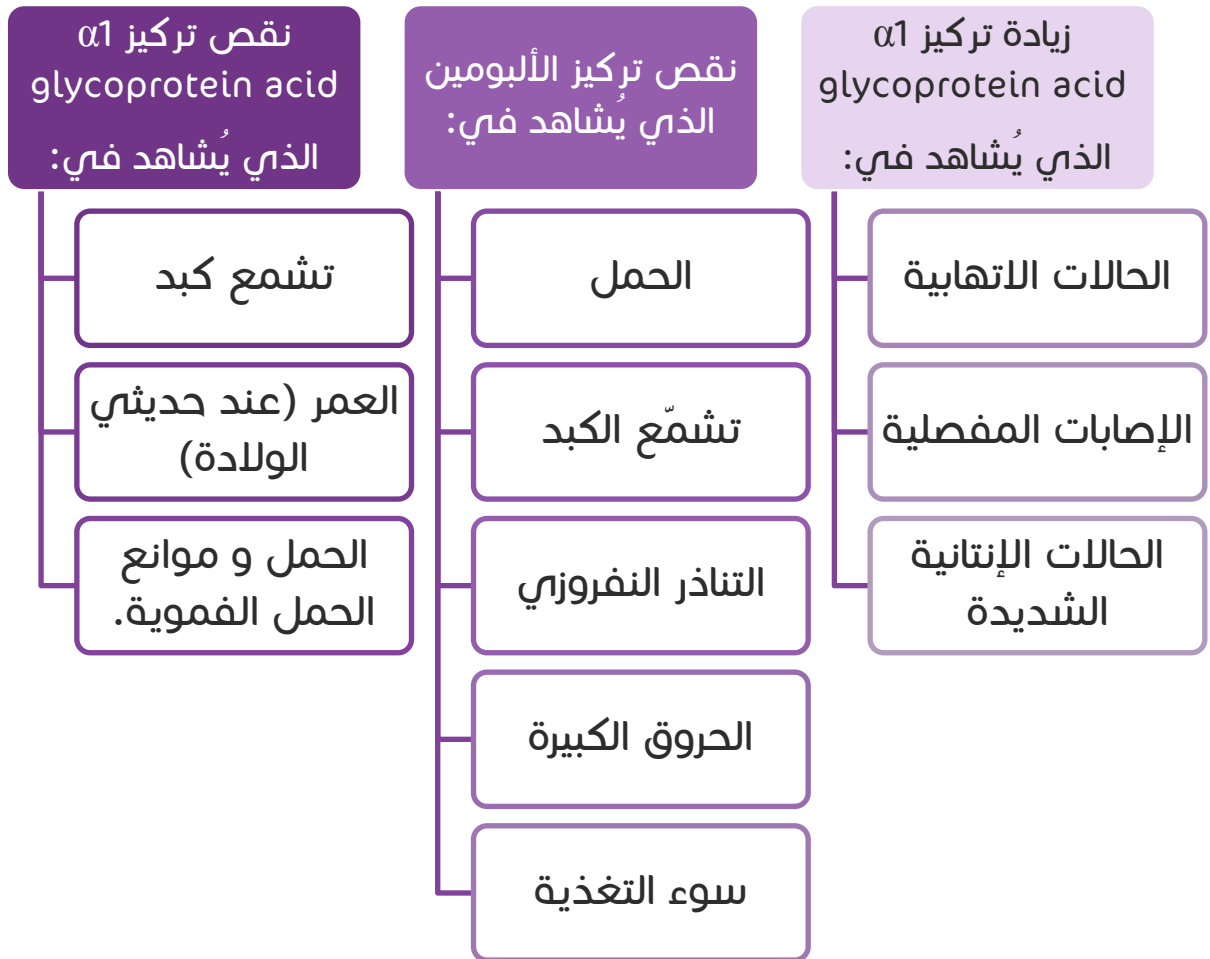 زيادة تركيز α1
glycoprotein acid
الذي يُشاهد في:
الحالات الاتهابية
الإصابات المفصلية
الحالات الإنتانية
الشديدة
نقص تركيز الألبومين
الذي يُشاهد في:
الحمل
تشمّع الكبد
التناذر النفروزي
الحروق الكبيرة
سوء التغذية
نقص تركيز α1
glycoprotein acid
الذي يُشاهد في:
تشمع كبد
العمر (عند حديثي
الولادة)
الحمل و موانع
الحمل الفموية.